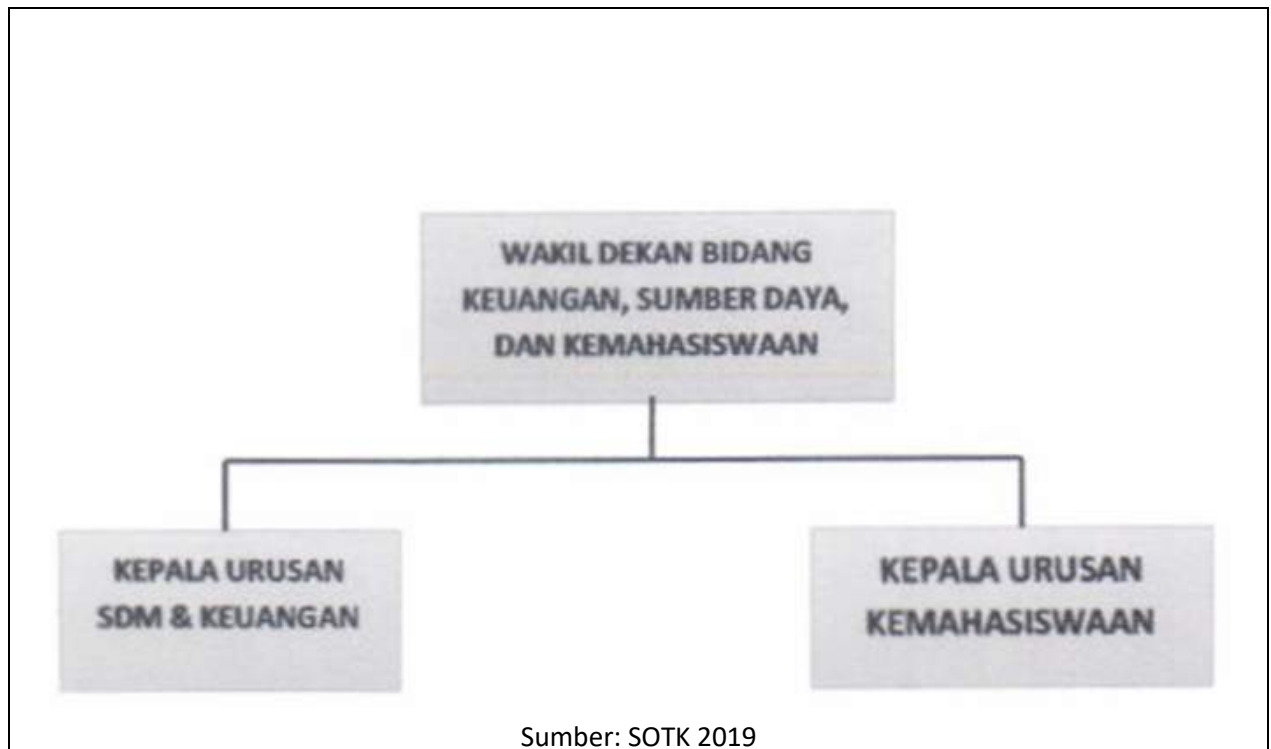 WAKIL DEKAN BIDANG
KEUANGAN, SUMBER DAYA,
DAN KEMAHASISWAAN
KEPALA URUSAN
SDM & KEUANGAN
KEPALA URUSAN
KEMAHASISWAAN
Sumber: SOTK 2019